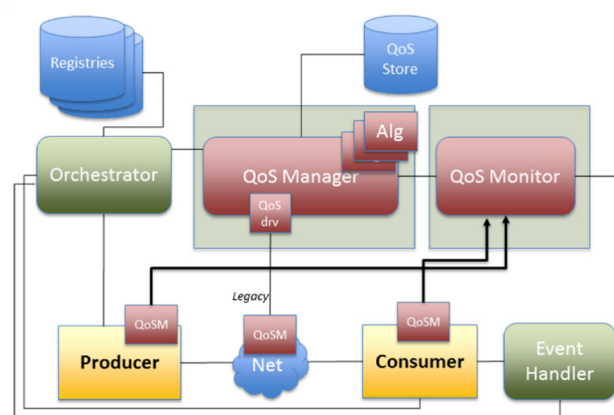 Registries
QoS
Store
Alg
Orchestrator
QoS Manager
QoS Monitor
QoS
drv
Legacy
QoSM
QoSM
QoSM
Producer
Net
Consumer
Event
Handler